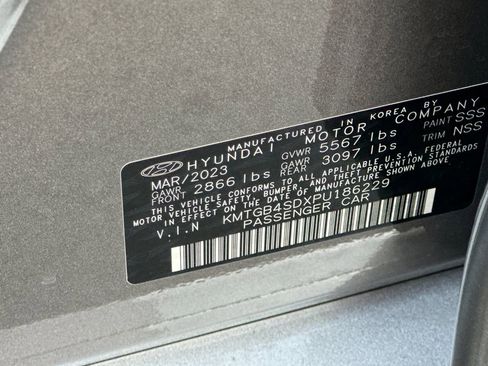 MANUFACTURED IN KOREA BY
HYUNDAI MOTOR COMPANY
MAR/2023 GVWR 5567 lbs PAINT SSS
GAWR FRONT 2866 lbs GAWR REAR 3097 lbs TRIM NSS
THIS VEHICLE CONFORMS TO ALL APPLICABLE U.S.A. FEDERAL
MOTOR VEHICLE SAFETY, BUMPER, AND THEFT PREVENTION STANDARDS
IN EFFECT ON THE DATE OF MANUFACTURE SHOWN ABOVE.
V.I.N KMTGB4SDXPU186229
PASSENGER CAR